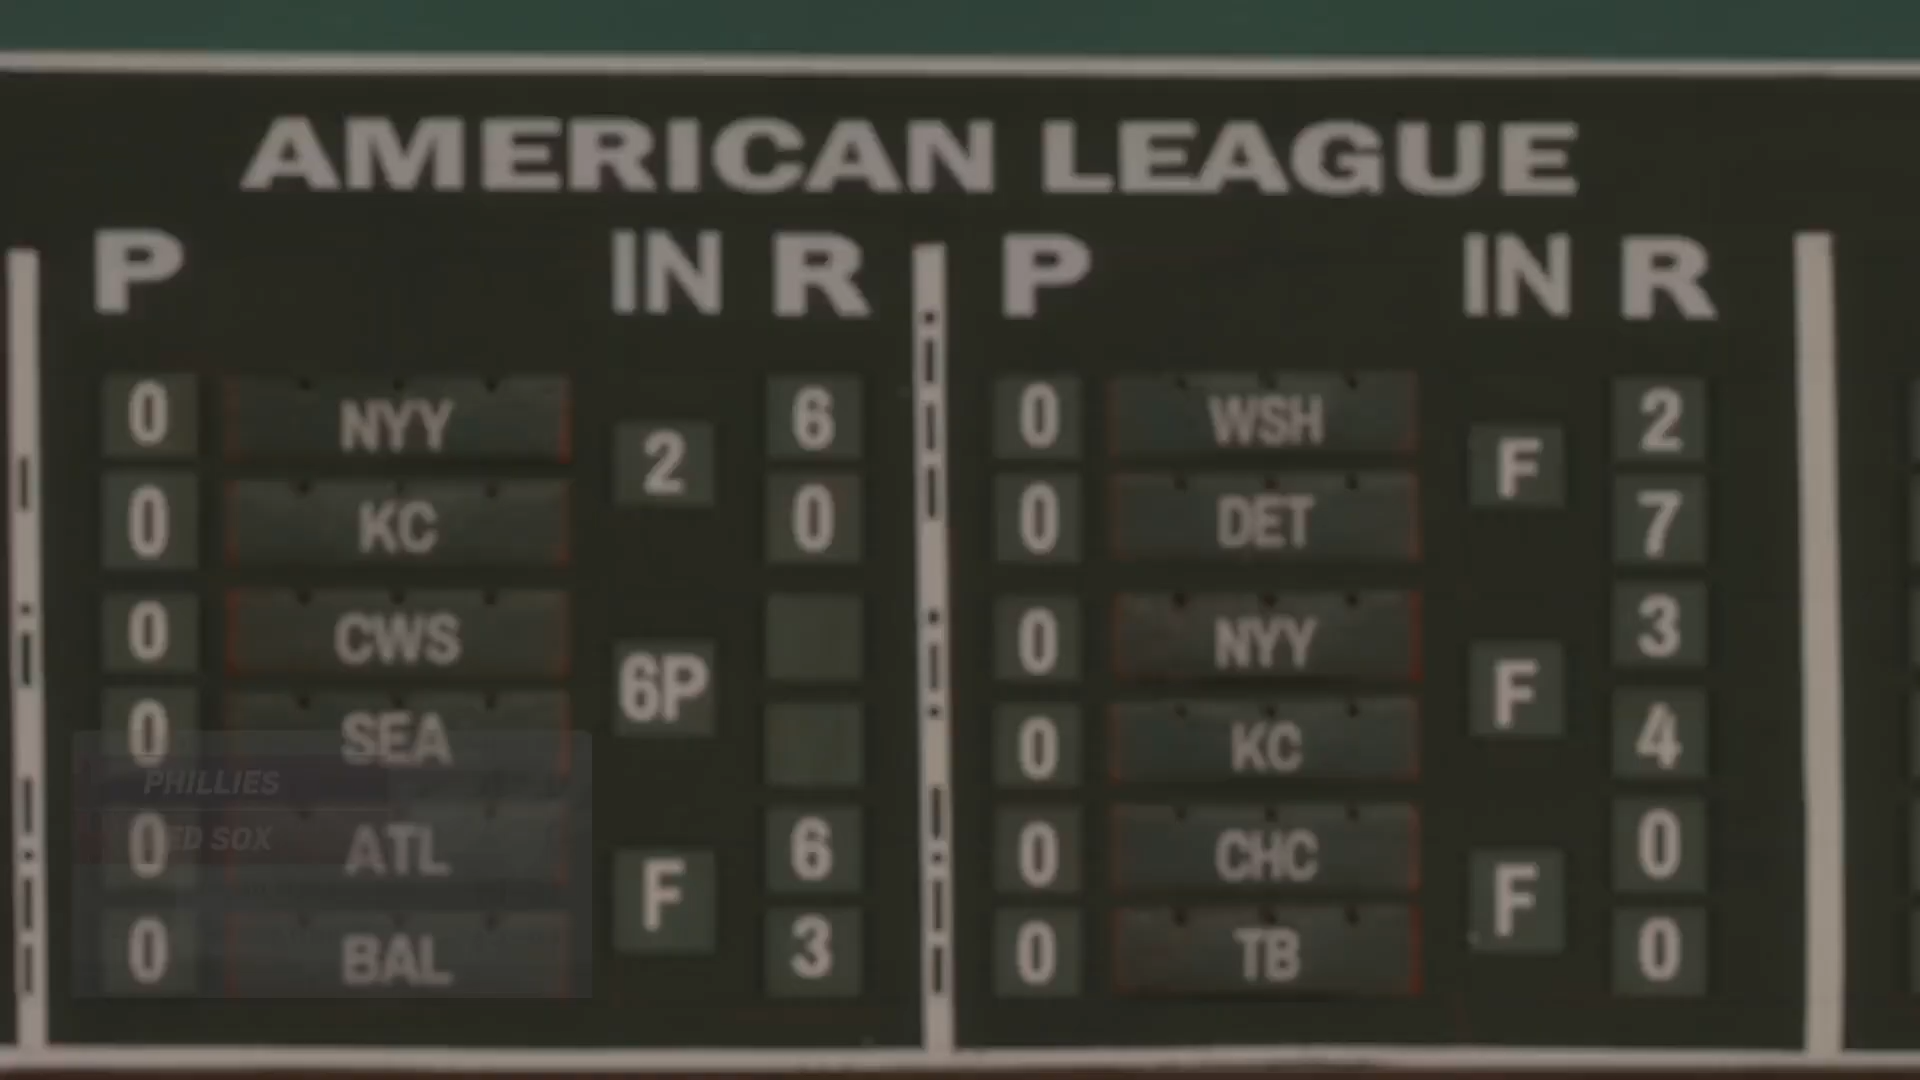 AMERICAN LEAGUE
P IN R P IN R
0 NYY 2 6 0 WSH F 2
0 KC 0 0 DET 7
0 CWS 6P 0 NYY F 3
0 SEA 0 KC 4
PHILLIES
0 ATL F 6 0 CHC F 0
ED SOX
0 BAL 3 0 TB 0